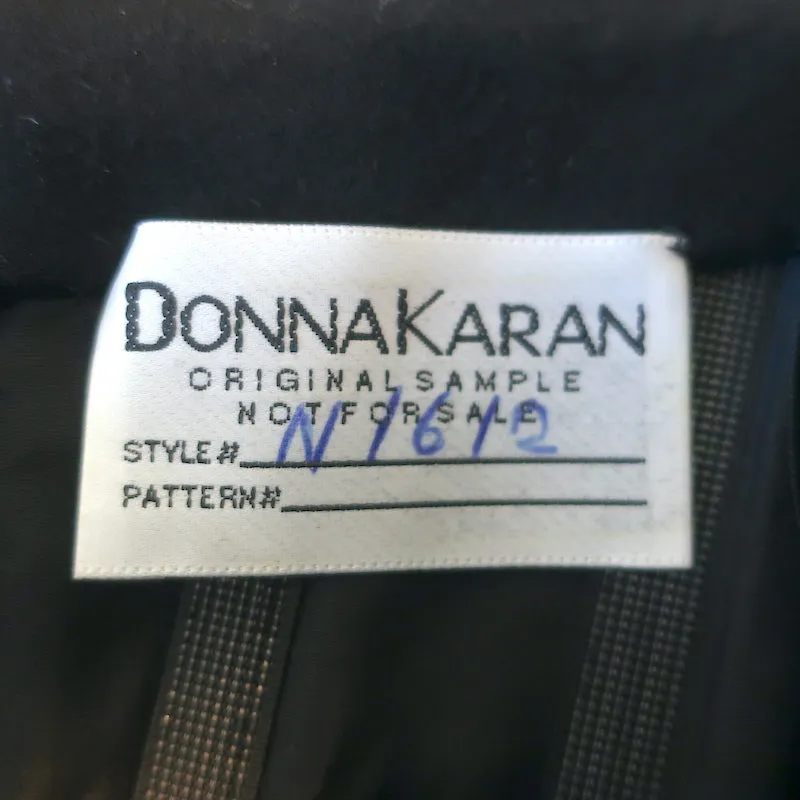 DONNAKARAN
ORIGINAL SAMPLE
NOT FOR SALE
STYLE# N1612
PATTERN#